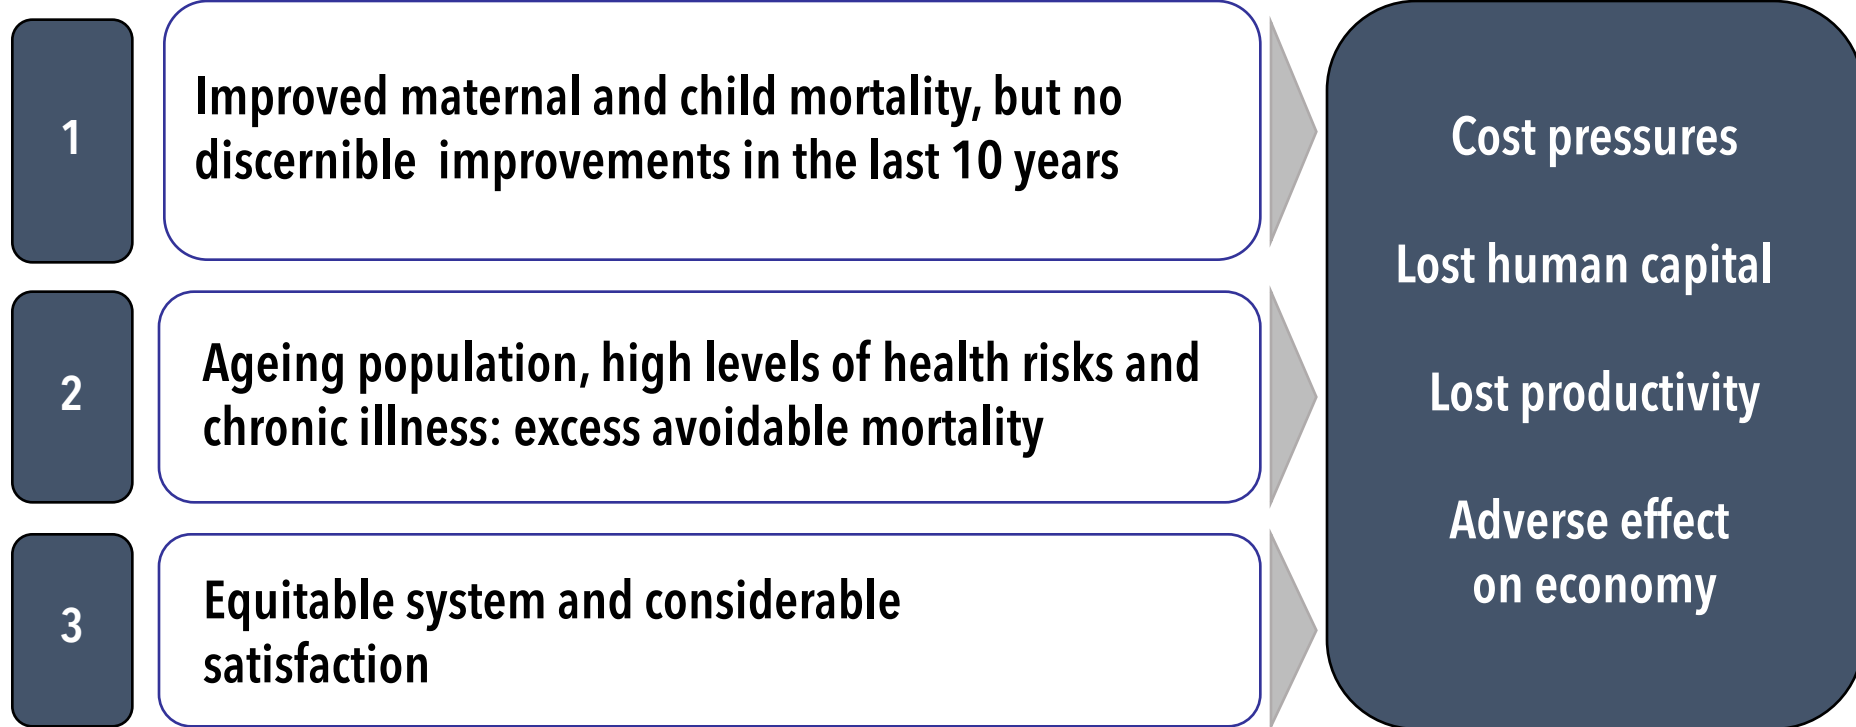 1
Improved maternal and child mortality, but no
discernible improvements in the last 10 years
2
Ageing population, high levels of health risks and
chronic illness: excess avoidable mortality
3
Equitable system and considerable
satisfaction
Cost pressures
Lost human capital
Lost productivity
Adverse effect
on economy